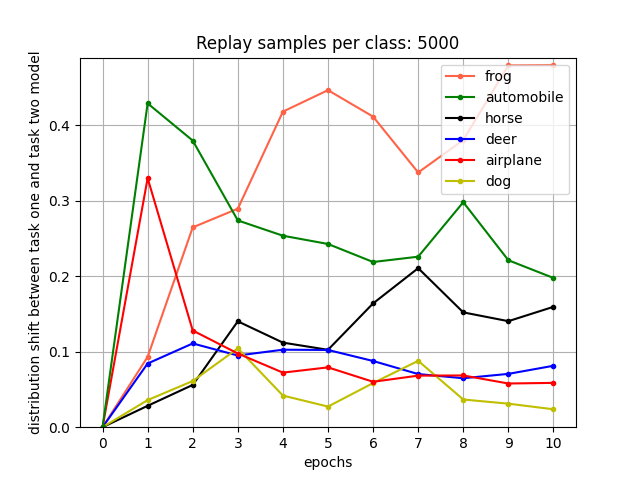 Replay samples per class: 5000
distribution shift between task one and task two model
0.4
0.3
0.2
0.1
0.0
frog
automobile
horse
deer
airplane
dog
0 1 2 3 4 5 6 7 8 9 10
epochs